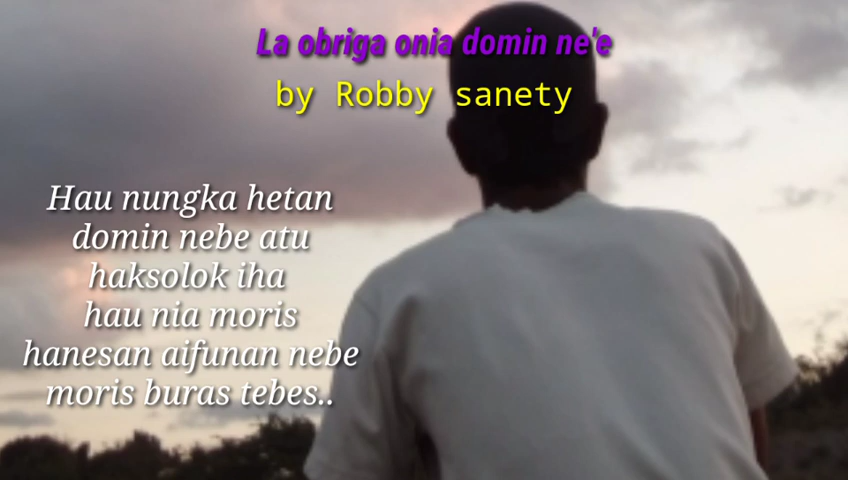 La obriga onia domin ne'e
by Robby sanety
Hau nungka hetan
domin nebe atu
haksolok iha
hau nia moris
hanesan aifunan nebe
moris buras tebes..